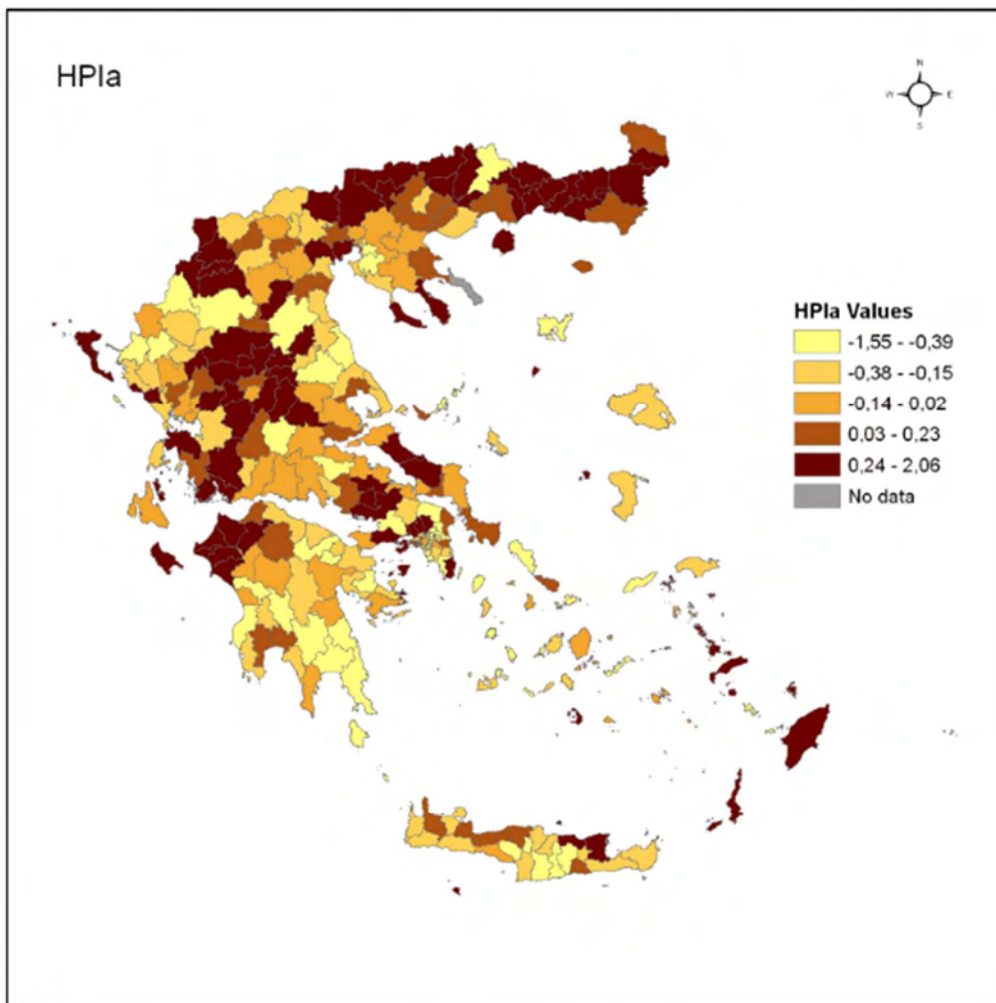 HPIa
N
W E
S
HPIa Values
-1,55 - -0,39
-0,38 - -0,15
-0,14 - 0,02
0,03 - 0,23
0,24 - 2,06
No data